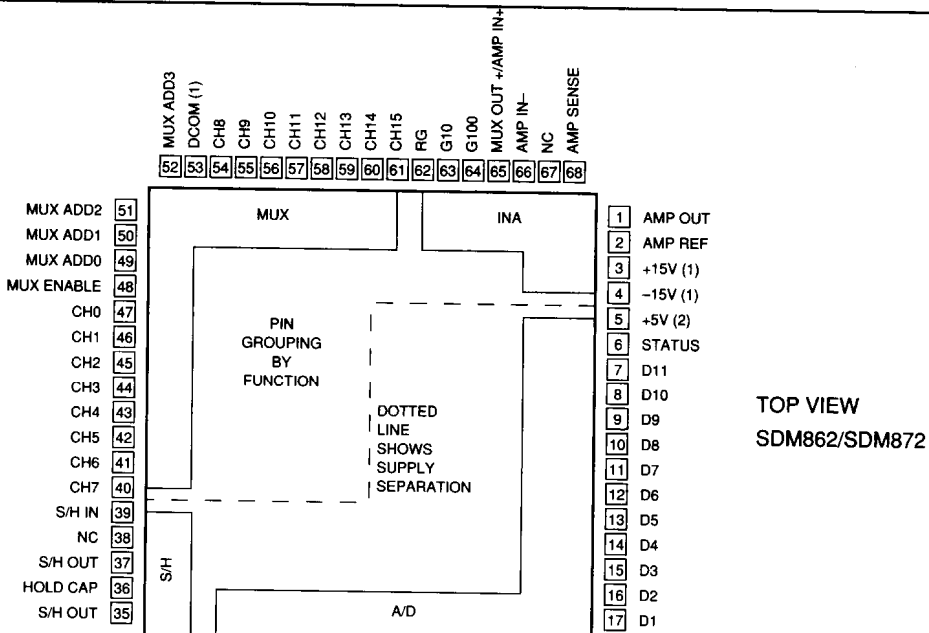 MUX ADD3
DCOM (1)
CH8
CH9
CH10
CH11
CH12
CH13
CH14
CH15
RG
G10
G100
MUX OUT +/AMP IN+
AMP IN–
NC
AMP SENSE
52 53 54 55 56 57 58 59 60 61 62 63 64 65 66 67 68
MUX ADD2 51
MUX ADD1 50
MUX ADD0 49
MUX ENABLE 48
CH0 47
CH1 46
CH2 45
CH3 44
CH4 43
CH5 42
CH6 41
CH7 40
S/H IN 39
NC 38
S/H OUT 37
HOLD CAP 36
S/H OUT 35
MUX
INA
PIN
GROUPING
BY
FUNCTION
DOTTED
LINE
SHOWS
SUPPLY
SEPARATION
S/H
A/D
1 AMP OUT
2 AMP REF
3 +15V (1)
4 –15V (1)
5 +5V (2)
6 STATUS
7 D11
8 D10
9 D9
10 D8
11 D7
12 D6
13 D5
14 D4
15 D3
16 D2
17 D1
TOP VIEW
SDM862/SDM872